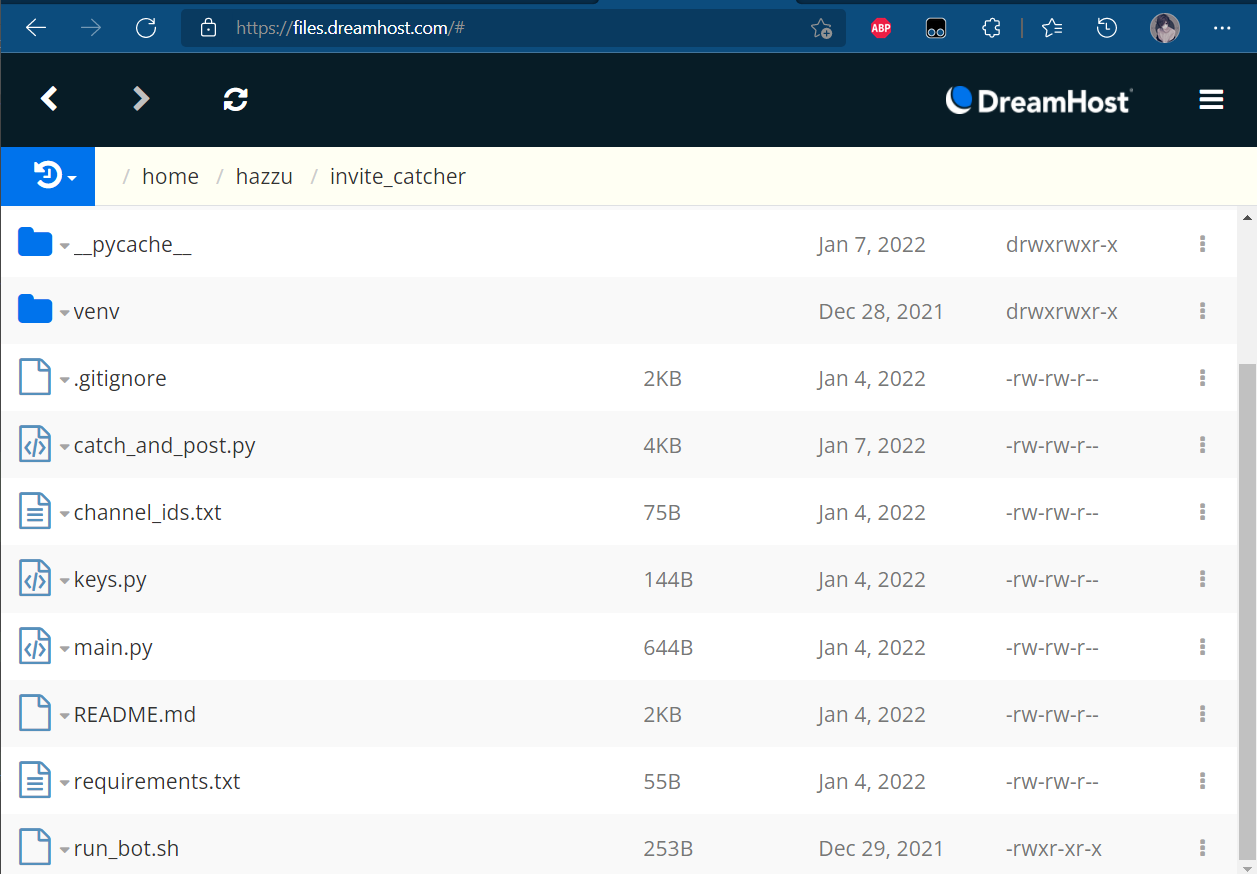 https://files.dreamhost.com/#
ABP
DreamHost
/ home / hazzu / invite_catcher
__pycache__ Jan 7, 2022 drwxrwxr-x
venv Dec 28, 2021 drwxrwxr-x
.gitignore 2KB Jan 4, 2022 -rw-rw-r--
catch_and_post.py 4KB Jan 7, 2022 -rw-rw-r--
channel_ids.txt 75B Jan 4, 2022 -rw-rw-r--
keys.py 144B Jan 4, 2022 -rw-rw-r--
main.py 644B Jan 4, 2022 -rw-rw-r--
README.md 2KB Jan 4, 2022 -rw-rw-r--
requirements.txt 55B Jan 4, 2022 -rw-rw-r--
run_bot.sh 253B Dec 29, 2021 -rwxr-xr-x